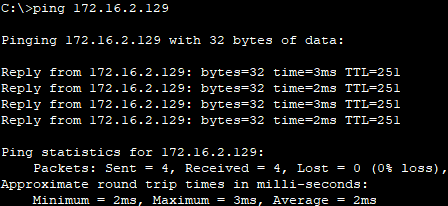 C:\>ping 172.16.2.129
Pinging 172.16.2.129 with 32 bytes of data:
Reply from 172.16.2.129: bytes=32 time=3ms TTL=251
Reply from 172.16.2.129: bytes=32 time=2ms TTL=251
Reply from 172.16.2.129: bytes=32 time=3ms TTL=251
Reply from 172.16.2.129: bytes=32 time=2ms TTL=251
Ping statistics for 172.16.2.129:
Packets: Sent = 4, Received = 4, Lost = 0 (0% loss),
Approximate round trip times in milli-seconds:
Minimum = 2ms, Maximum = 3ms, Average = 2ms